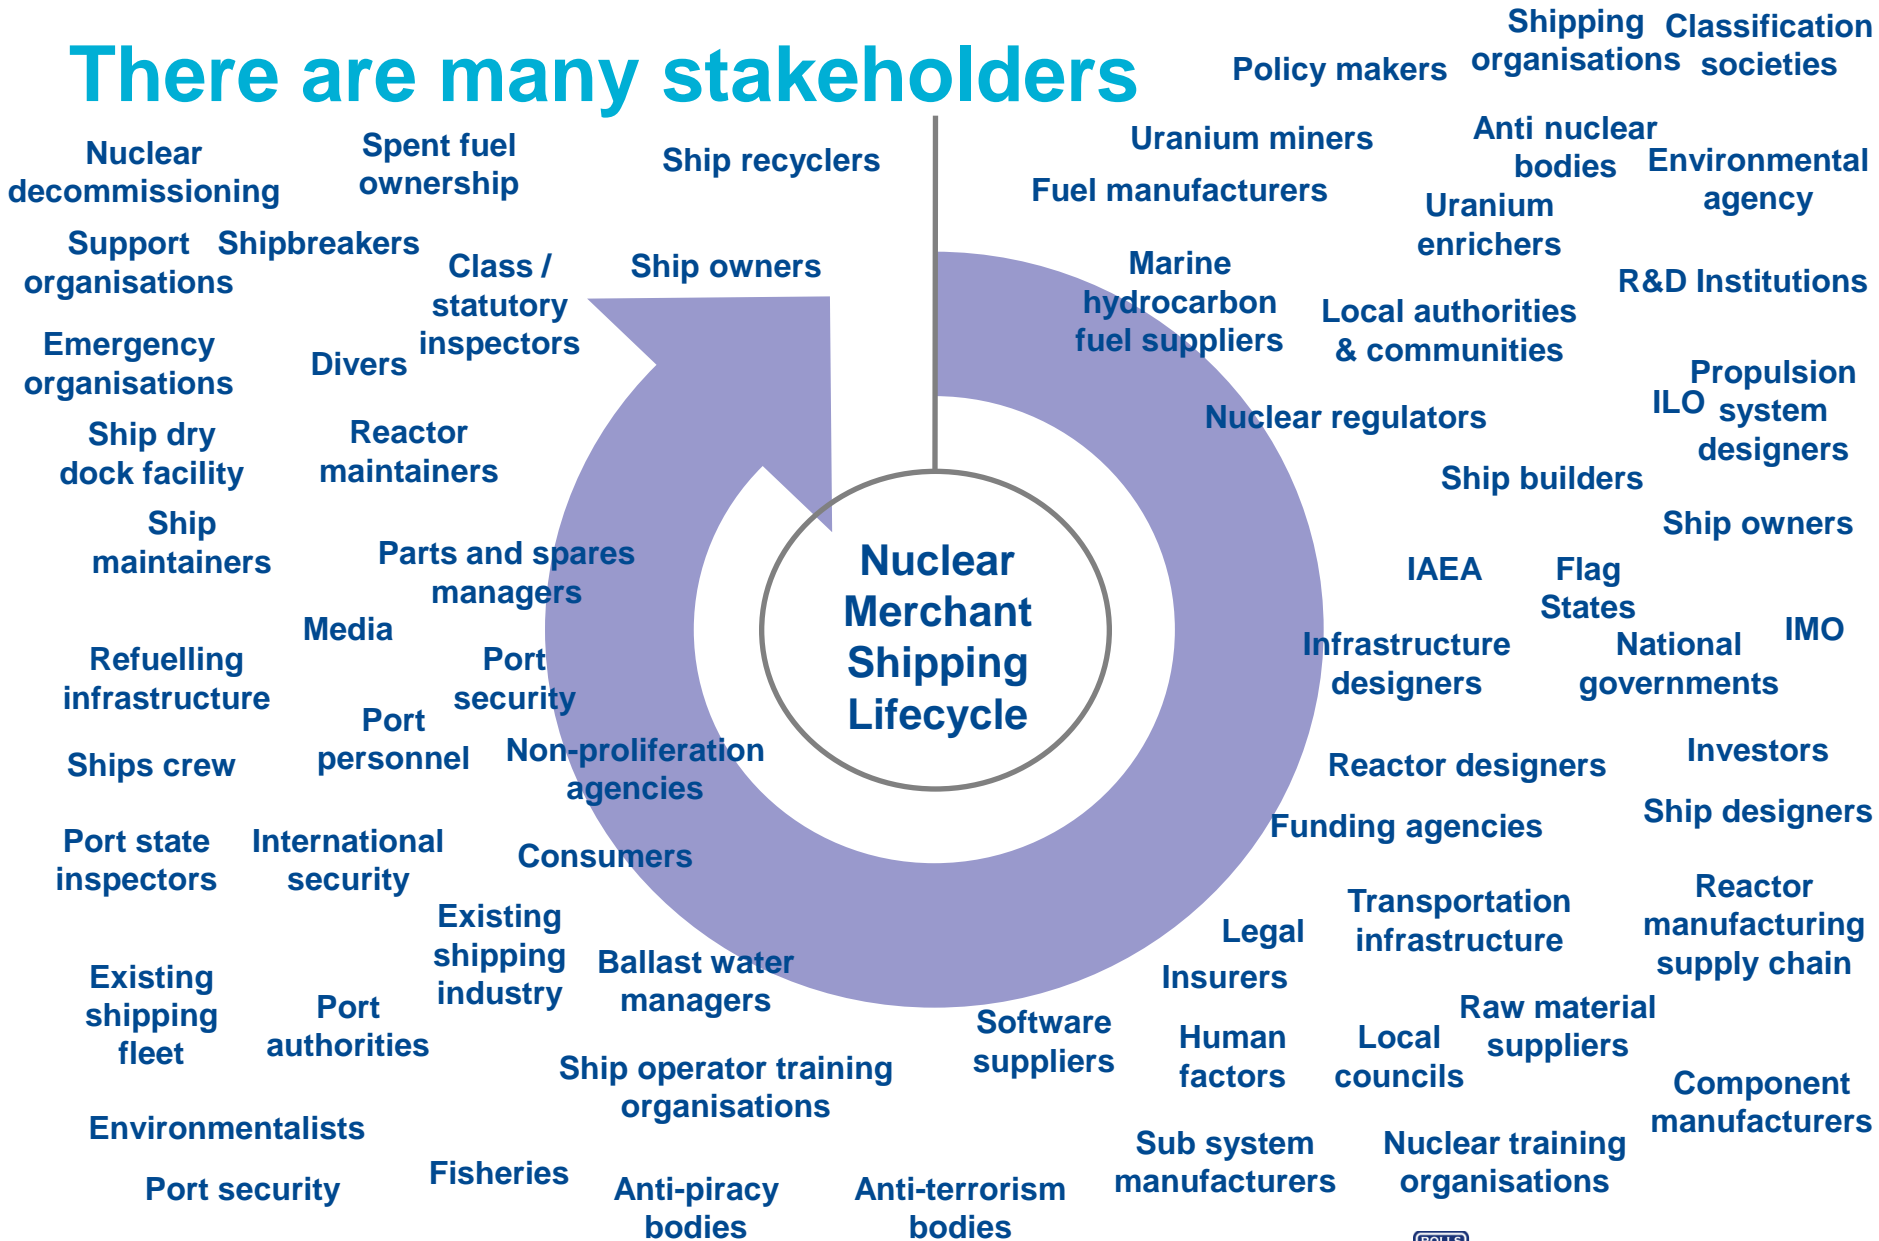 There are many stakeholders
Shipping
organisations
Classification
societies
Policy makers
Nuclear
decommissioning
Spent fuel
ownership
Ship recyclers
Uranium miners
Anti nuclear
bodies
Environmental
agency
Fuel manufacturers
Uranium
enrichers
Support
organisations
Shipbreakers
Class /
statutory
inspectors
Ship owners
Marine
hydrocarbon
fuel suppliers
Local authorities
& communities
R&D Institutions
Emergency
organisations
Divers
Propulsion
system
designers
ILO
Ship dry
dock facility
Reactor
maintainers
Nuclear regulators
Ship builders
Ship owners
Ship
maintainers
Parts and spares
managers
Nuclear
Merchant
Shipping
Lifecycle
IAEA
Flag
States
IMO
Media
Refuelling
infrastructure
Port
security
Infrastructure
designers
National
governments
Port
personnel
Ships crew
Non-proliferation
agencies
Reactor designers
Investors
Ship designers
Port state
inspectors
International
security
Consumers
Funding agencies
Existing
shipping
industry
Legal
Transportation
infrastructure
Reactor
manufacturing
supply chain
Existing
shipping
fleet
Port
authorities
Ballast water
managers
Insurers
Software
suppliers
Human
factors
Local
councils
Raw material
suppliers
Ship operator training
organisations
Component
manufacturers
Environmentalists
Sub system
manufacturers
Nuclear training
organisations
Port security
Fisheries
Anti-piracy
bodies
Anti-terrorism
bodies
ROLLS